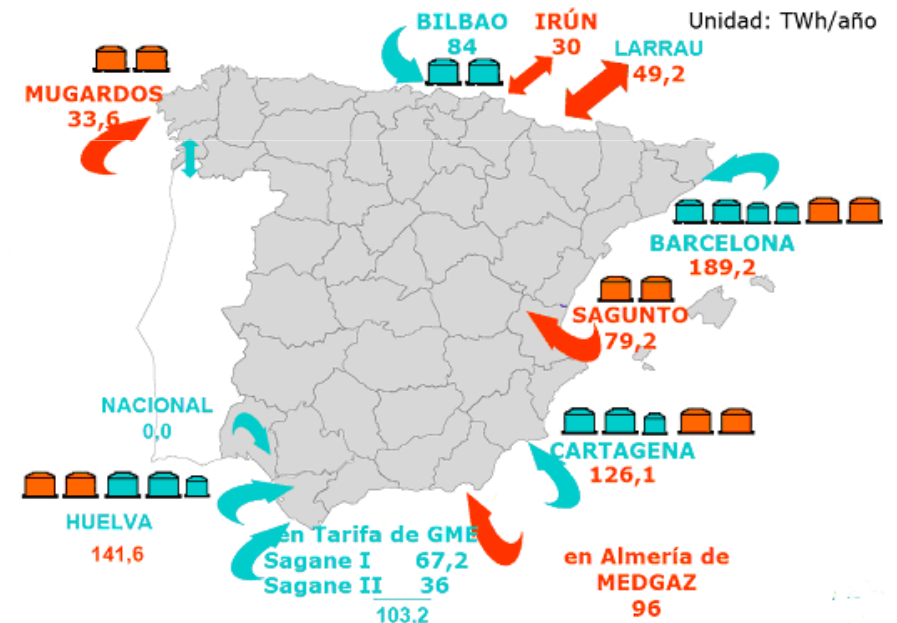 Unidad: TWh/año
BILBAO
84
IRÚN
30
LARRAU
49,2
MUGARDOS
33,6
BARCELONA
189,2
SAGUNTO
79,2
NACIONAL
0,0
CARTAGENA
126,1
HUELVA
141,6
en Tarifa de GME
Sagane I 67,2
Sagane II 36
103.2
en Almería de
MEDGAZ
96